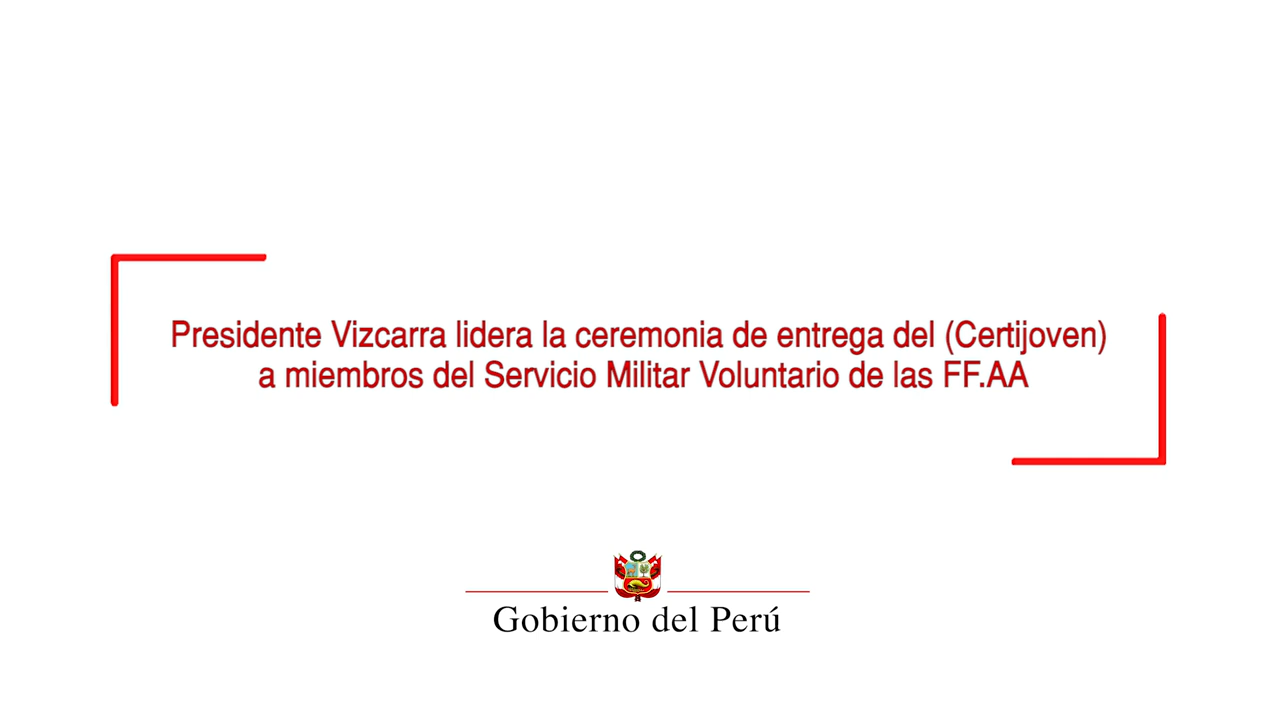 Presidente Vizcarra lidera la ceremonia de entrega del (Certijoven)
a miembros del Servicio Militar Voluntario de las FF.AA
Gobierno del Perú